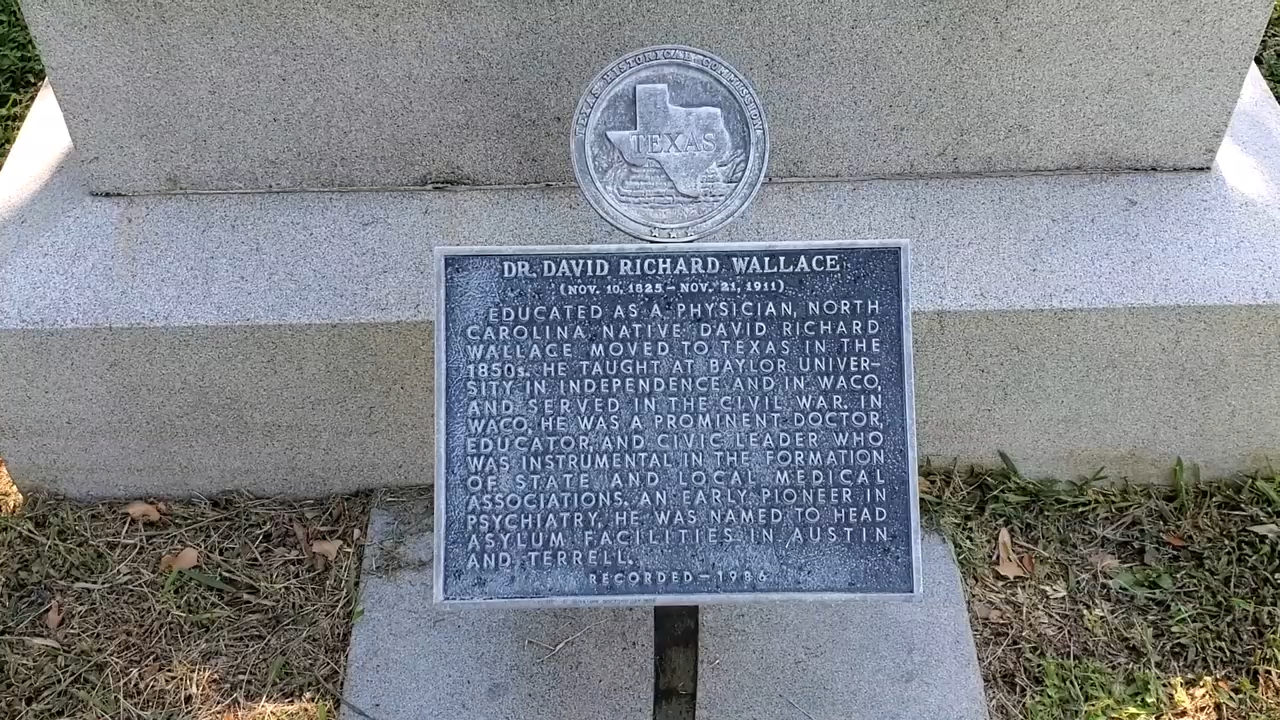 TEXAS HISTORICAL COMMISSION
TEXAS
DR. DAVID RICHARD WALLACE
(NOV. 10, 1825 – NOV. 21, 1911)
EDUCATED AS A PHYSICIAN, NORTH
CAROLINA NATIVE DAVID RICHARD
WALLACE MOVED TO TEXAS IN THE
1850s. HE TAUGHT AT BAYLOR UNIVER-
SITY IN INDEPENDENCE AND IN WACO,
AND SERVED IN THE CIVIL WAR. IN
WACO, HE WAS A PROMINENT DOCTOR,
EDUCATOR, AND CIVIC LEADER WHO
WAS INSTRUMENTAL IN THE FORMATION
OF STATE AND LOCAL MEDICAL
ASSOCIATIONS. AN EARLY PIONEER IN
PSYCHIATRY, HE WAS NAMED TO HEAD
ASYLUM FACILITIES IN AUSTIN
AND TERRELL.
RECORDED – 1986